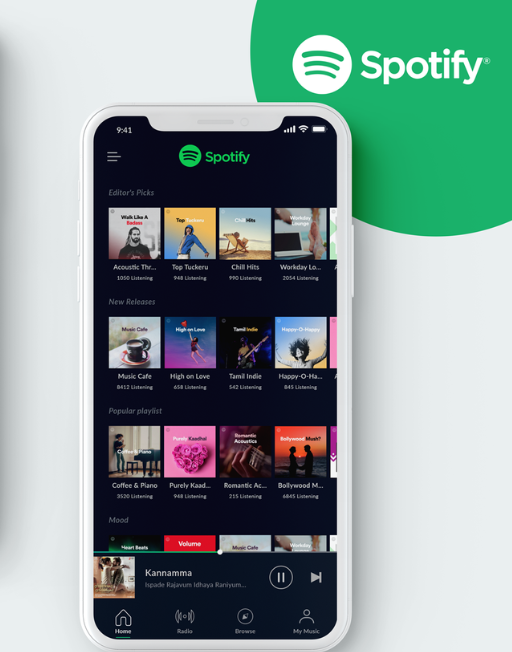 Spotify®
9:41
Spotify
Editor's Picks
Walk Like A
Badass
Top Tuckeru
Chill Hits
Workday
Lounge
Acoustic Thr...
Top Tuckeru
Chill Hits
Workday Lo...
1000 Listening
948 Listening
990 Listening
2054 Listening
New Releases
Music Cafe
High on Love
Tamil Indie
Happy-O-Happy
Music Cafe
High on Love
Tamil Indie
Happy-O-Ha...
8412 Listening
658 Listening
542 Listening
845 Listening
Popular playlist
Coffee & Piano
Purely Kaadhal
Romantic
Acoustics
Bollywood Mush?
Coffee & Piano
Purely Kaad...
Romantic Ac...
Bollywood M...
3520 Listening
948 Listening
215 Listening
6845 Listening
Mood
Heart Beats
Volume
Music Cafe
Workday
Kannamma
Ispade Rajavum Idhaya Raniyum...
Home
Radio
Browse
My Music